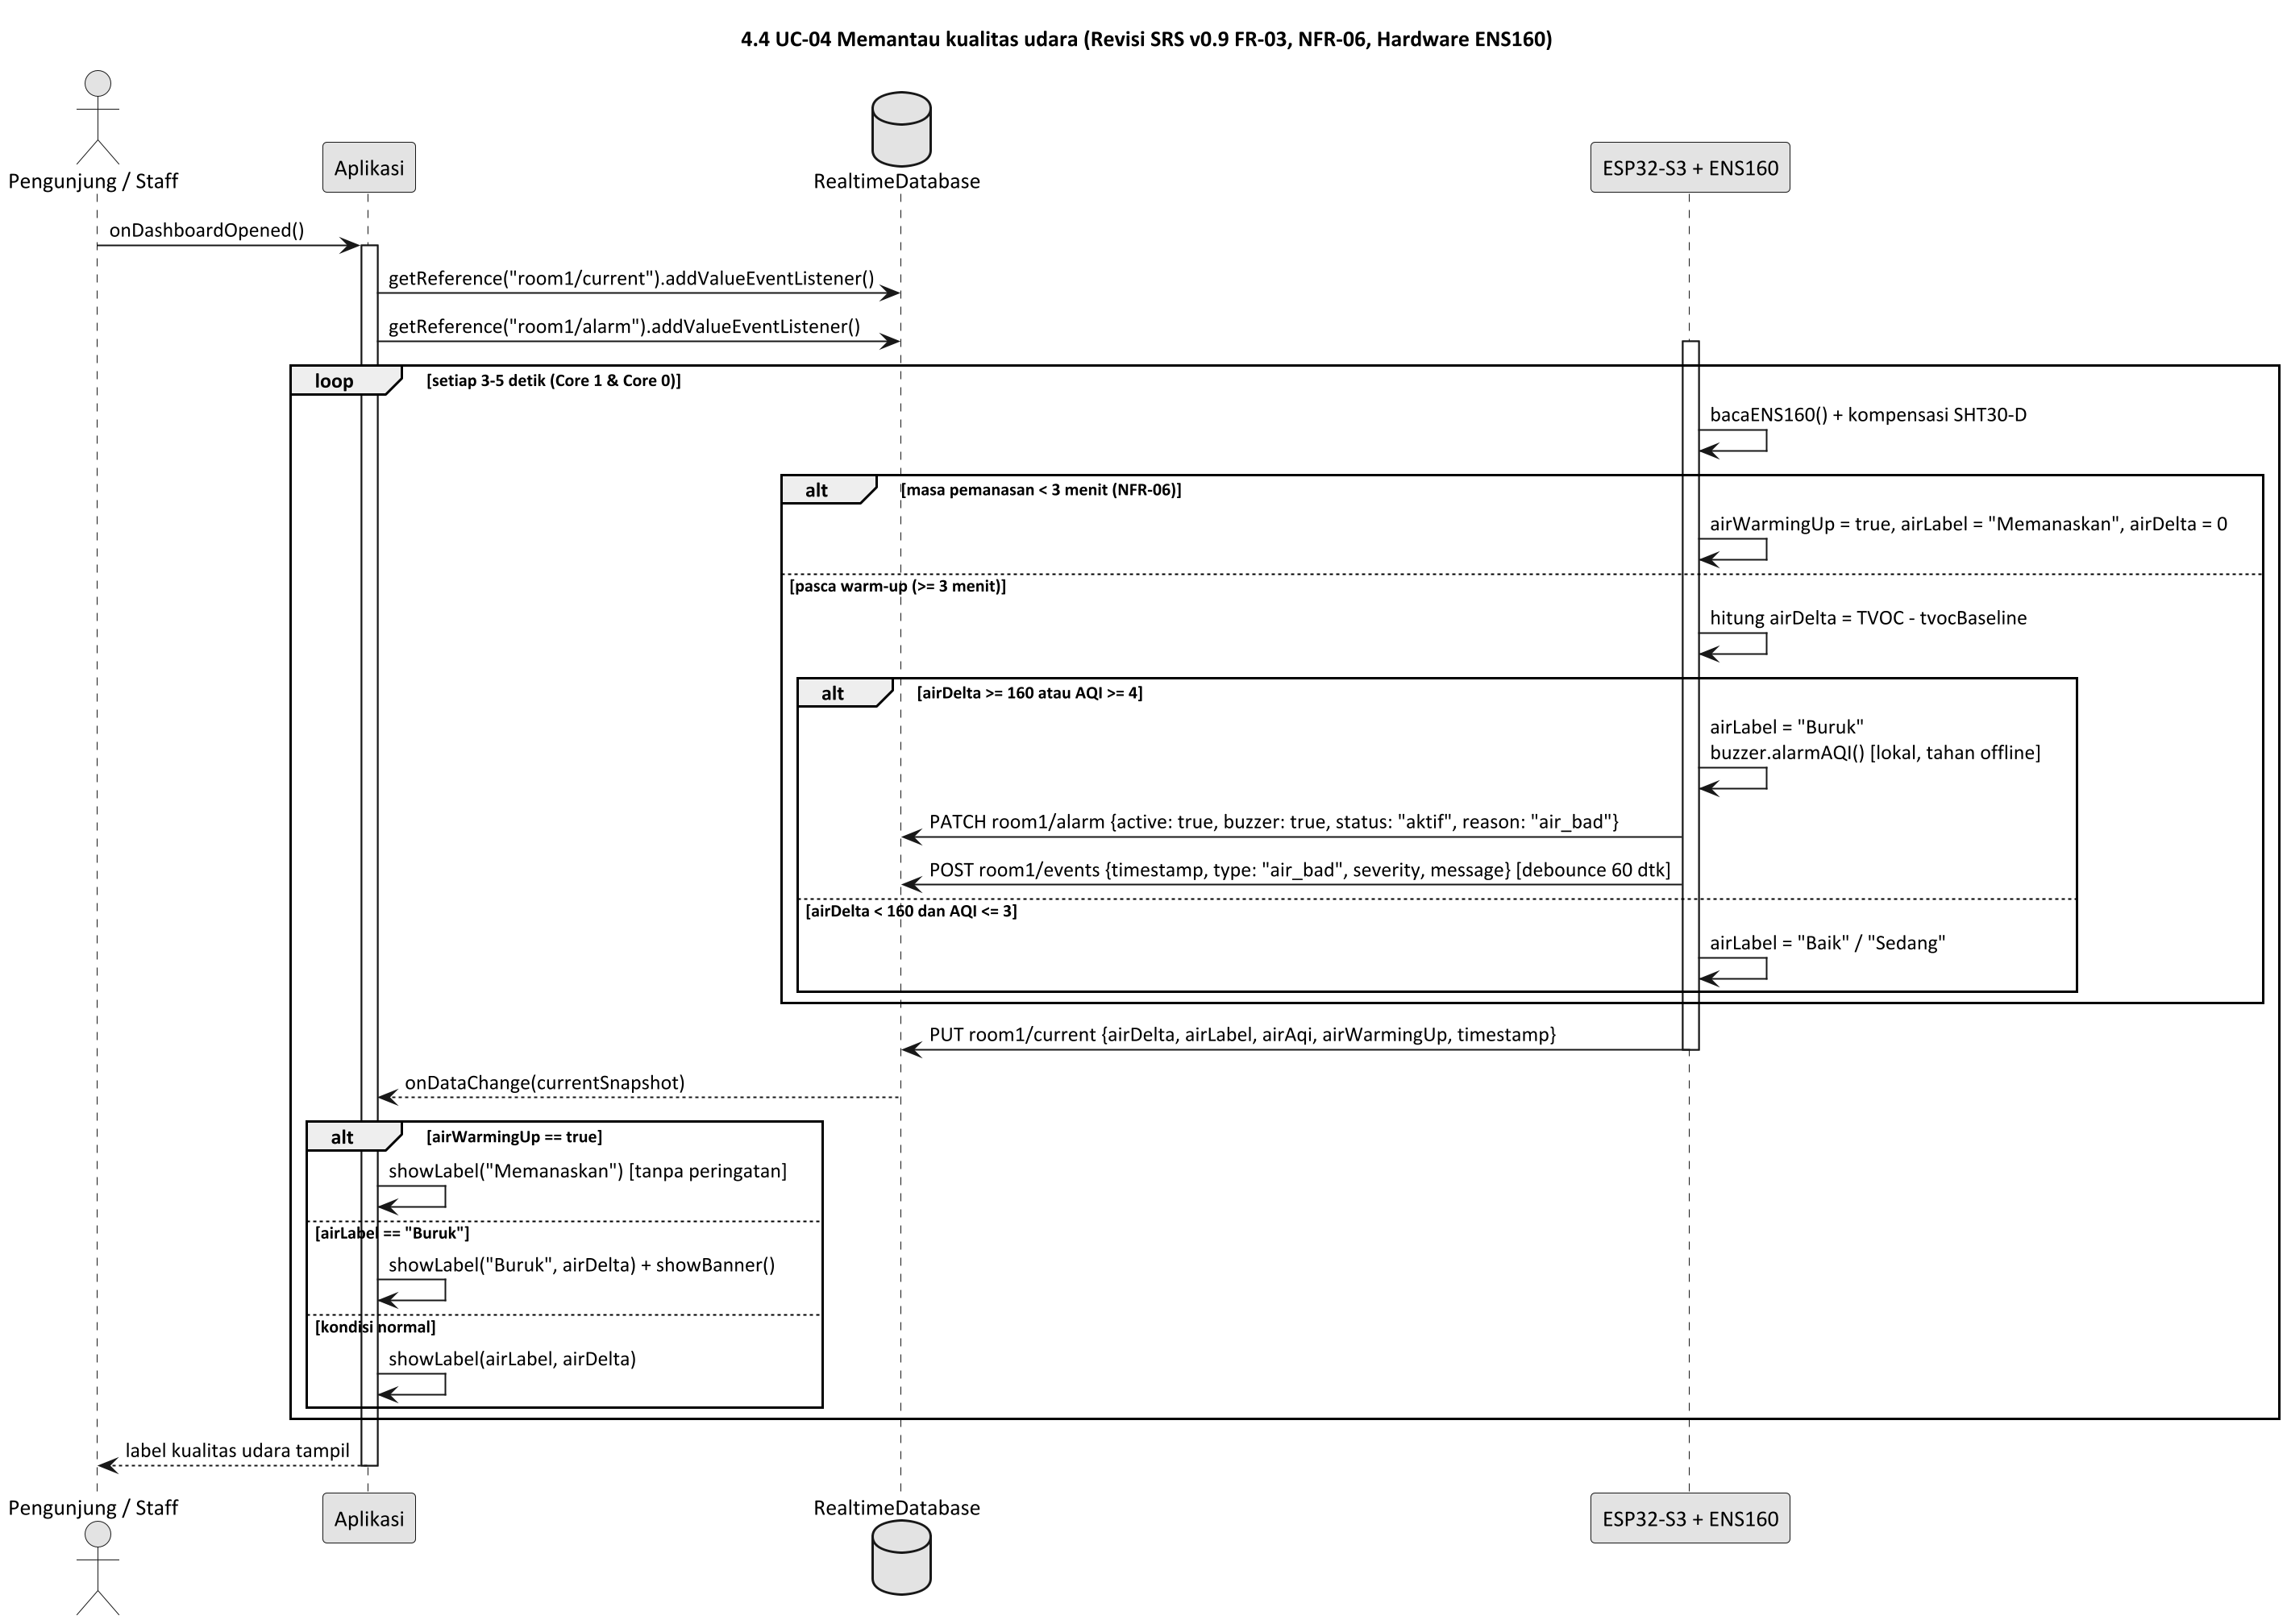 4.4 UC-04 Memantau kualitas udara (Revisi SRS v0.9 FR-03, NFR-06, Hardware ENS160)
Pengunjung / Staff
Aplikasi
RealtimeDatabase
ESP32-S3 + ENS160
onDashboardOpened()
getReference("room1/current").addValueEventListener()
getReference("room1/alarm").addValueEventListener()
loop
[setiap 3-5 detik (Core 1 & Core 0)]
bacaENS160() + kompensasi SHT30-D
alt
[masa pemanasan < 3 menit (NFR-06)]
airWarmingUp = true, airLabel = "Memanaskan", airDelta = 0
[pasca warm-up (>= 3 menit)]
hitung airDelta = TVOC - tvocBaseline
alt
[airDelta >= 160 atau AQI >= 4]
airLabel = "Buruk"
buzzer.alarmAQI() [lokal, tahan offline]
PATCH room1/alarm {active: true, buzzer: true, status: "aktif", reason: "air_bad"}
POST room1/events {timestamp, type: "air_bad", severity, message} [debounce 60 dtk]
[airDelta < 160 dan AQI <= 3]
airLabel = "Baik" / "Sedang"
PUT room1/current {airDelta, airLabel, airAqi, airWarmingUp, timestamp}
onDataChange(currentSnapshot)
alt
[airWarmingUp == true]
showLabel("Memanaskan") [tanpa peringatan]
[airLabel == "Buruk"]
showLabel("Buruk", airDelta) + showBanner()
[kondisi normal]
showLabel(airLabel, airDelta)
label kualitas udara tampil
Pengunjung / Staff
Aplikasi
RealtimeDatabase
ESP32-S3 + ENS160